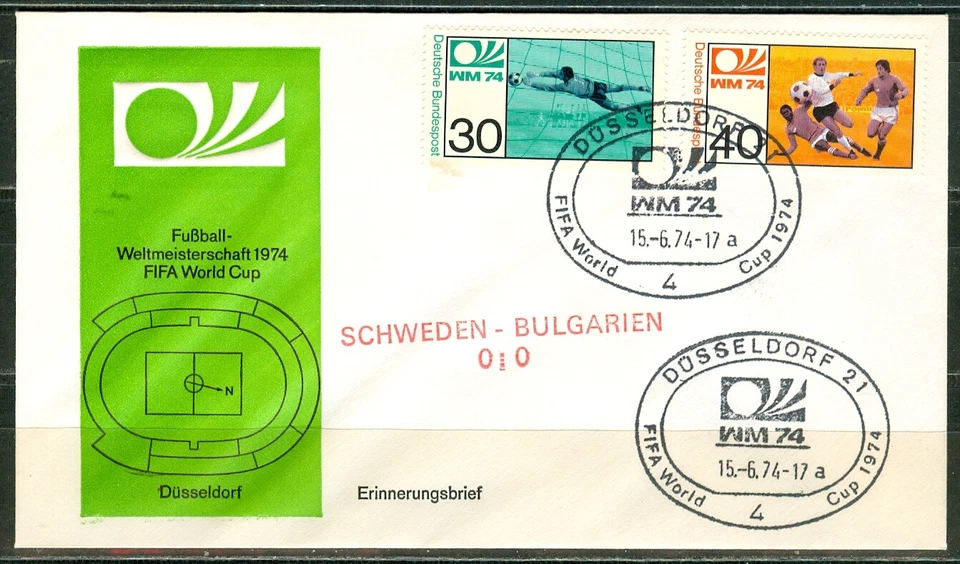 Fußball-
Weltmeisterschaft 1974
FIFA World Cup
N
Düsseldorf
Erinnerungsbrief
Deutsche Bundespost
WM 74
30
Deutsche Bundesp
WM 74
40
DÜSSELDORF
WM 74
15.-6.74-17 a
FIFA World Cup 1974
4
SCHWEDEN - BULGARIEN
0:0
DÜSSELDORF 21
WM 74
15.-6.74-17 a
FIFA World Cup 1974
4